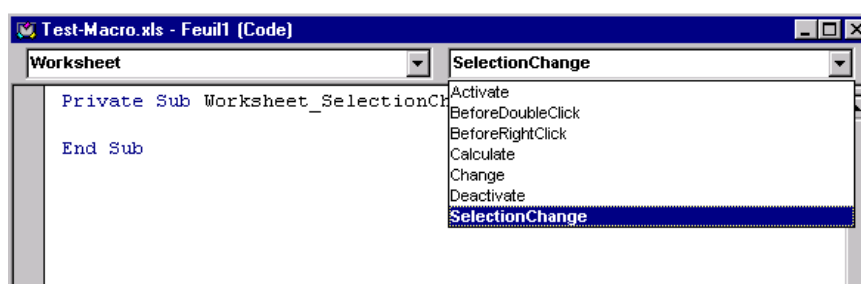 Test-Macro.xls - Feuil1 (Code)
Worksheet
SelectionChange
Private Sub Worksheet_SelectionCh
End Sub
Activate
BeforeDoubleClick
BeforeRightClick
Calculate
Change
Deactivate
SelectionChange